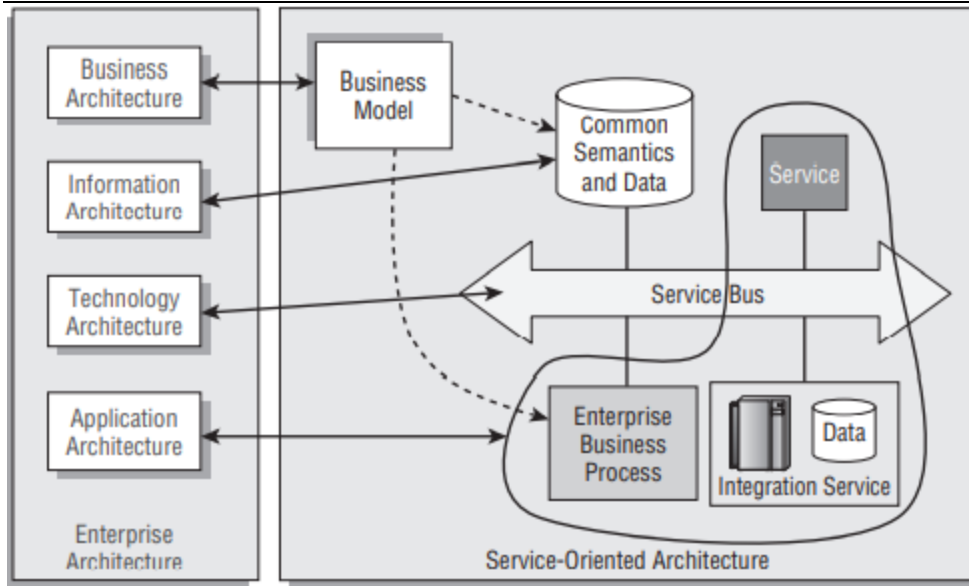 Business
Architecture
Information
Architecture
Technology
Architecture
Application
Architecture
Enterprise
Architecture
Business
Model
Common
Semantics
and Data
Service
Service Bus
Enterprise
Business
Process
Data
Integration Service
Service-Oriented Architecture